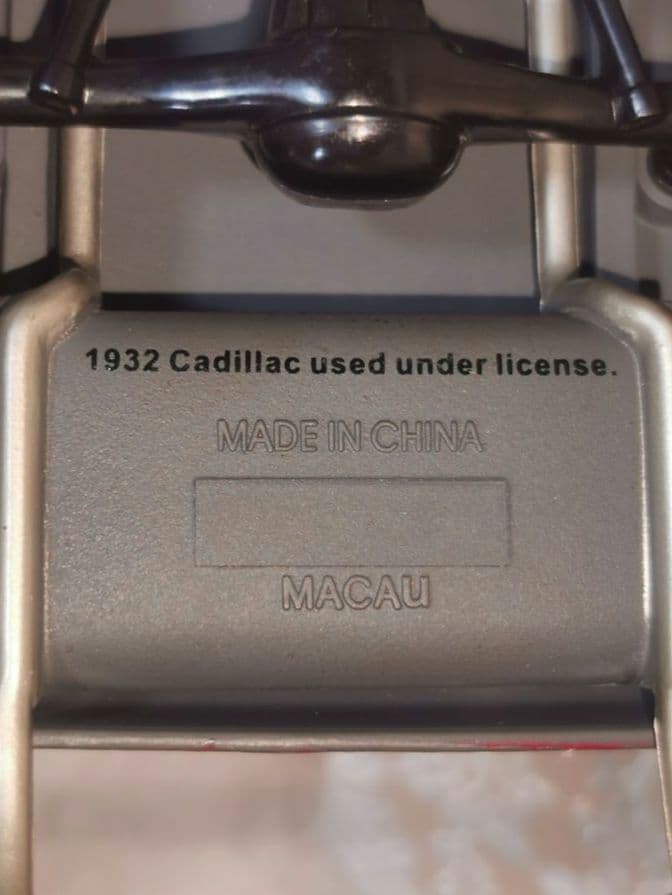 1932 Cadillac used under license.
MADE IN CHINA
MACAU